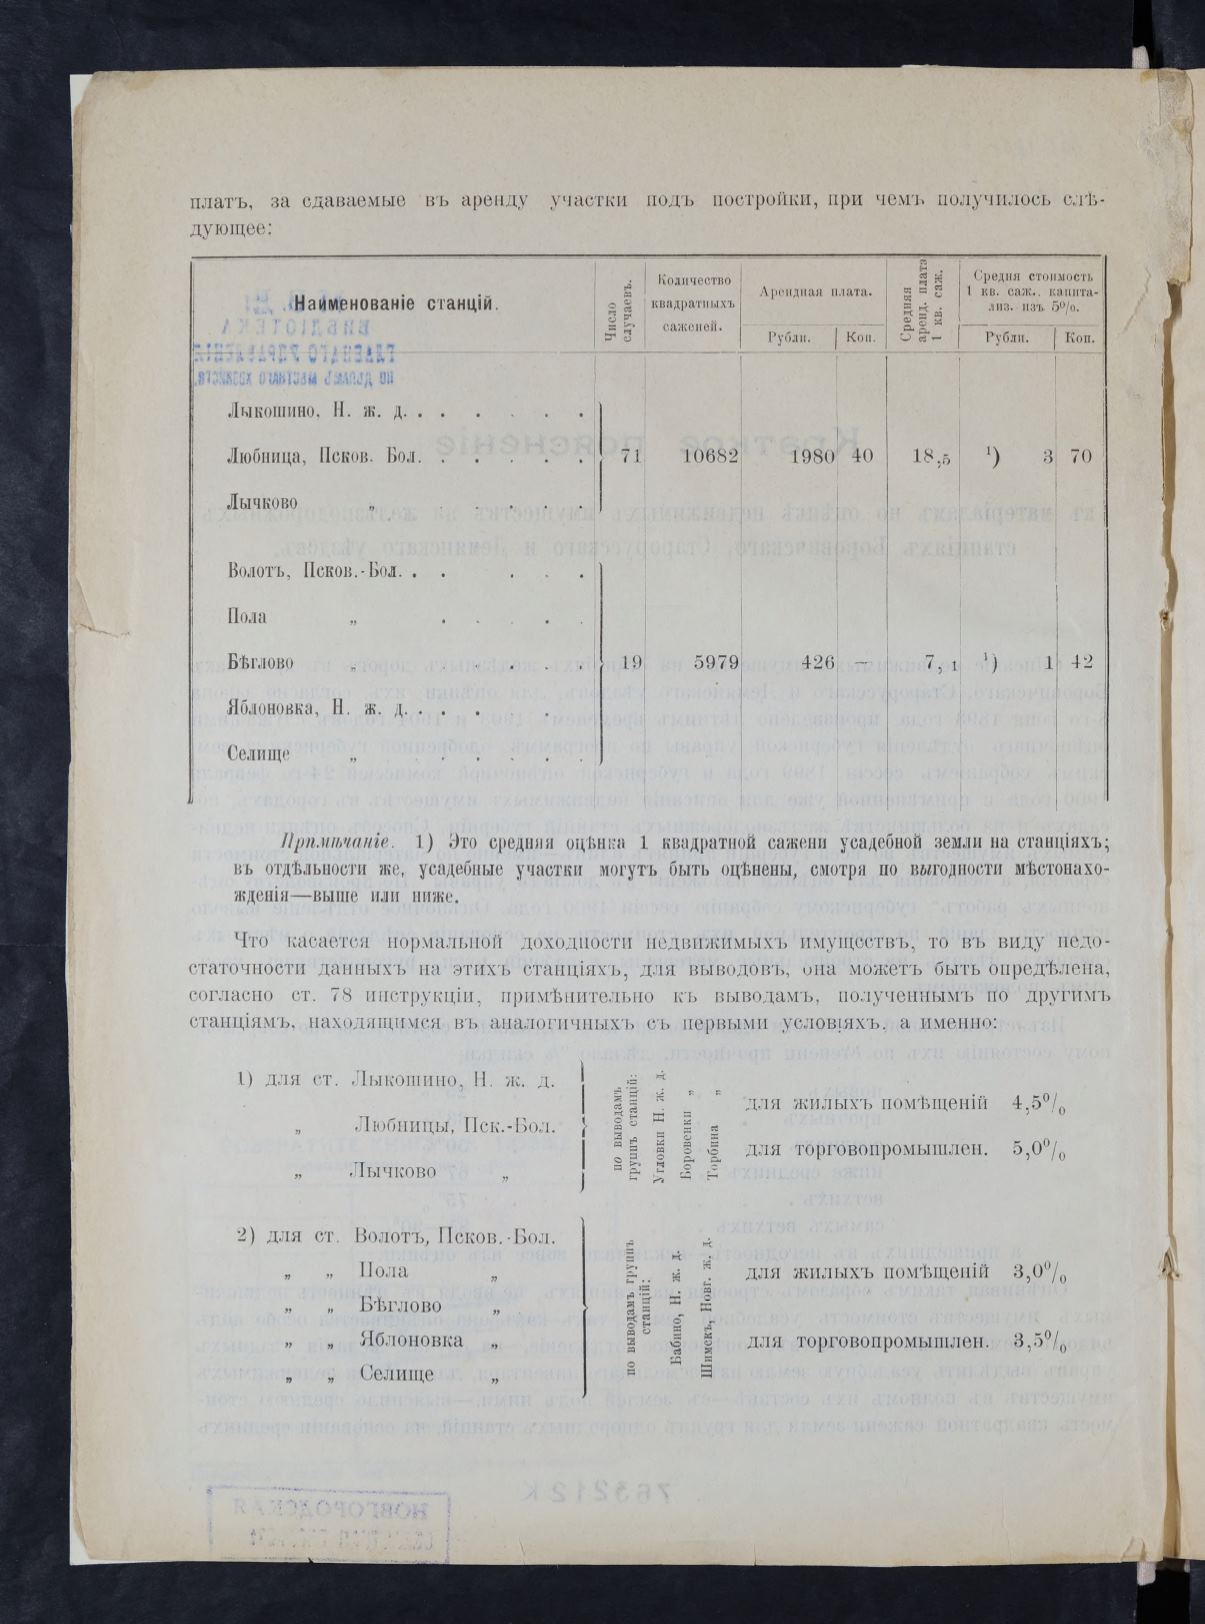 платъ, за сдаваемые въ аренду участки подъ постройки, при чемъ получилось слѣ-
дующее:
Наименованіе станцій.
Число случаевъ.
Количество квадратныхъ саженей.
Арендная плата.
Рубли. Коп.
Средняя аренд. плата 1 кв. саж.
Средня стоимость 1 кв. саж., капита-лиз. изъ 5%.
Рубли. Коп.
Лыкошино, Н. ж. д. . . . . . .
Любница, Псков. Бол. . . . . . 71 10682 1980 40 18,5 ¹) 3 70
Лычково „ . . . . .
Волотъ, Псков.-Бол. . . . . .
Пола „ . . . . .
Бѣглово „ . . . . . 19 5979 426 — 7,1 ¹) 1 42
Яблоновка, Н. ж. д. . . . . .
Селище „ . . . . .
Примѣчаніе. 1) Это средняя оцѣнка 1 квадратной сажени усадебной земли на станціяхъ;
въ отдѣльности же, усадебные участки могутъ быть оцѣнены, смотря по выгодности мѣстонахо-
жденія—выше или ниже.
Что касается нормальной доходности недвижимыхъ имуществъ, то въ виду недо-
статочности данныхъ на этихъ станціяхъ, для выводовъ, она можетъ быть опредѣлена,
согласно ст. 78 инструкціи, примѣнительно къ выводамъ, полученнымъ по другимъ
станціямъ, находящимся въ аналогичныхъ съ первыми условіяхъ, а именно:
1) для ст. Лыкошино, Н. ж. д.
„ Любницы, Пск.-Бол.
„ Лычково „
по выводамъ
группъ станцій:
Угловки Н. ж. д.
Боровенки „
Торбина „
для жилыхъ помѣщеній 4,5%
для торговопромышлен. 5,0%
2) для ст. Волотъ, Псков.-Бол.
„ „ Пола „
„ „ Бѣглово „
„ „ Яблоновка „
„ „ Селище „
по выводамъ группъ
станцій:
Бабино, Н. ж. д.
Шимскъ, Новг. ж. д.
для жилыхъ помѣщеній 3,0%
для торговопромышлен. 3,5%